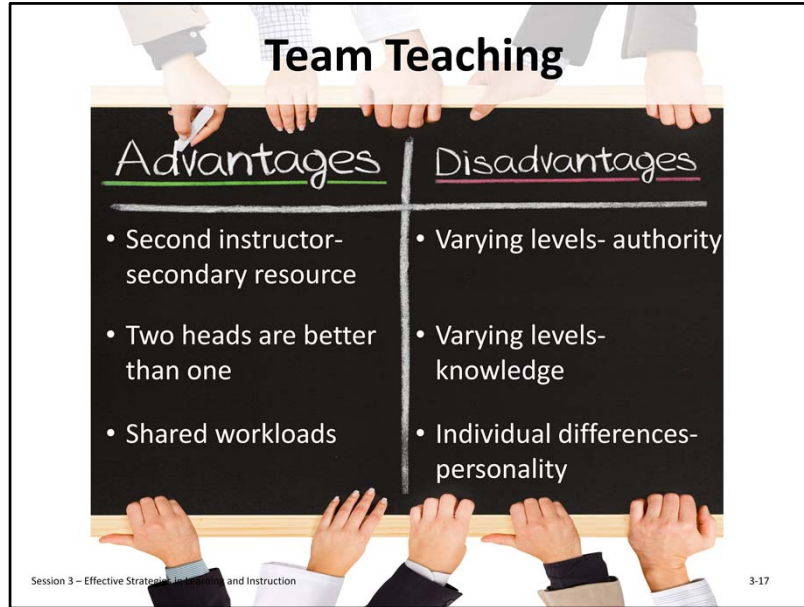 Team Teaching
Advantages
Disadvantages
• Second instructor-
secondary resource
• Two heads are better
than one
• Shared workloads
• Varying levels- authority
• Varying levels-
knowledge
• Individual differences-
personality
Session 3 – Effective Strategies in Learning and Instruction
3-17